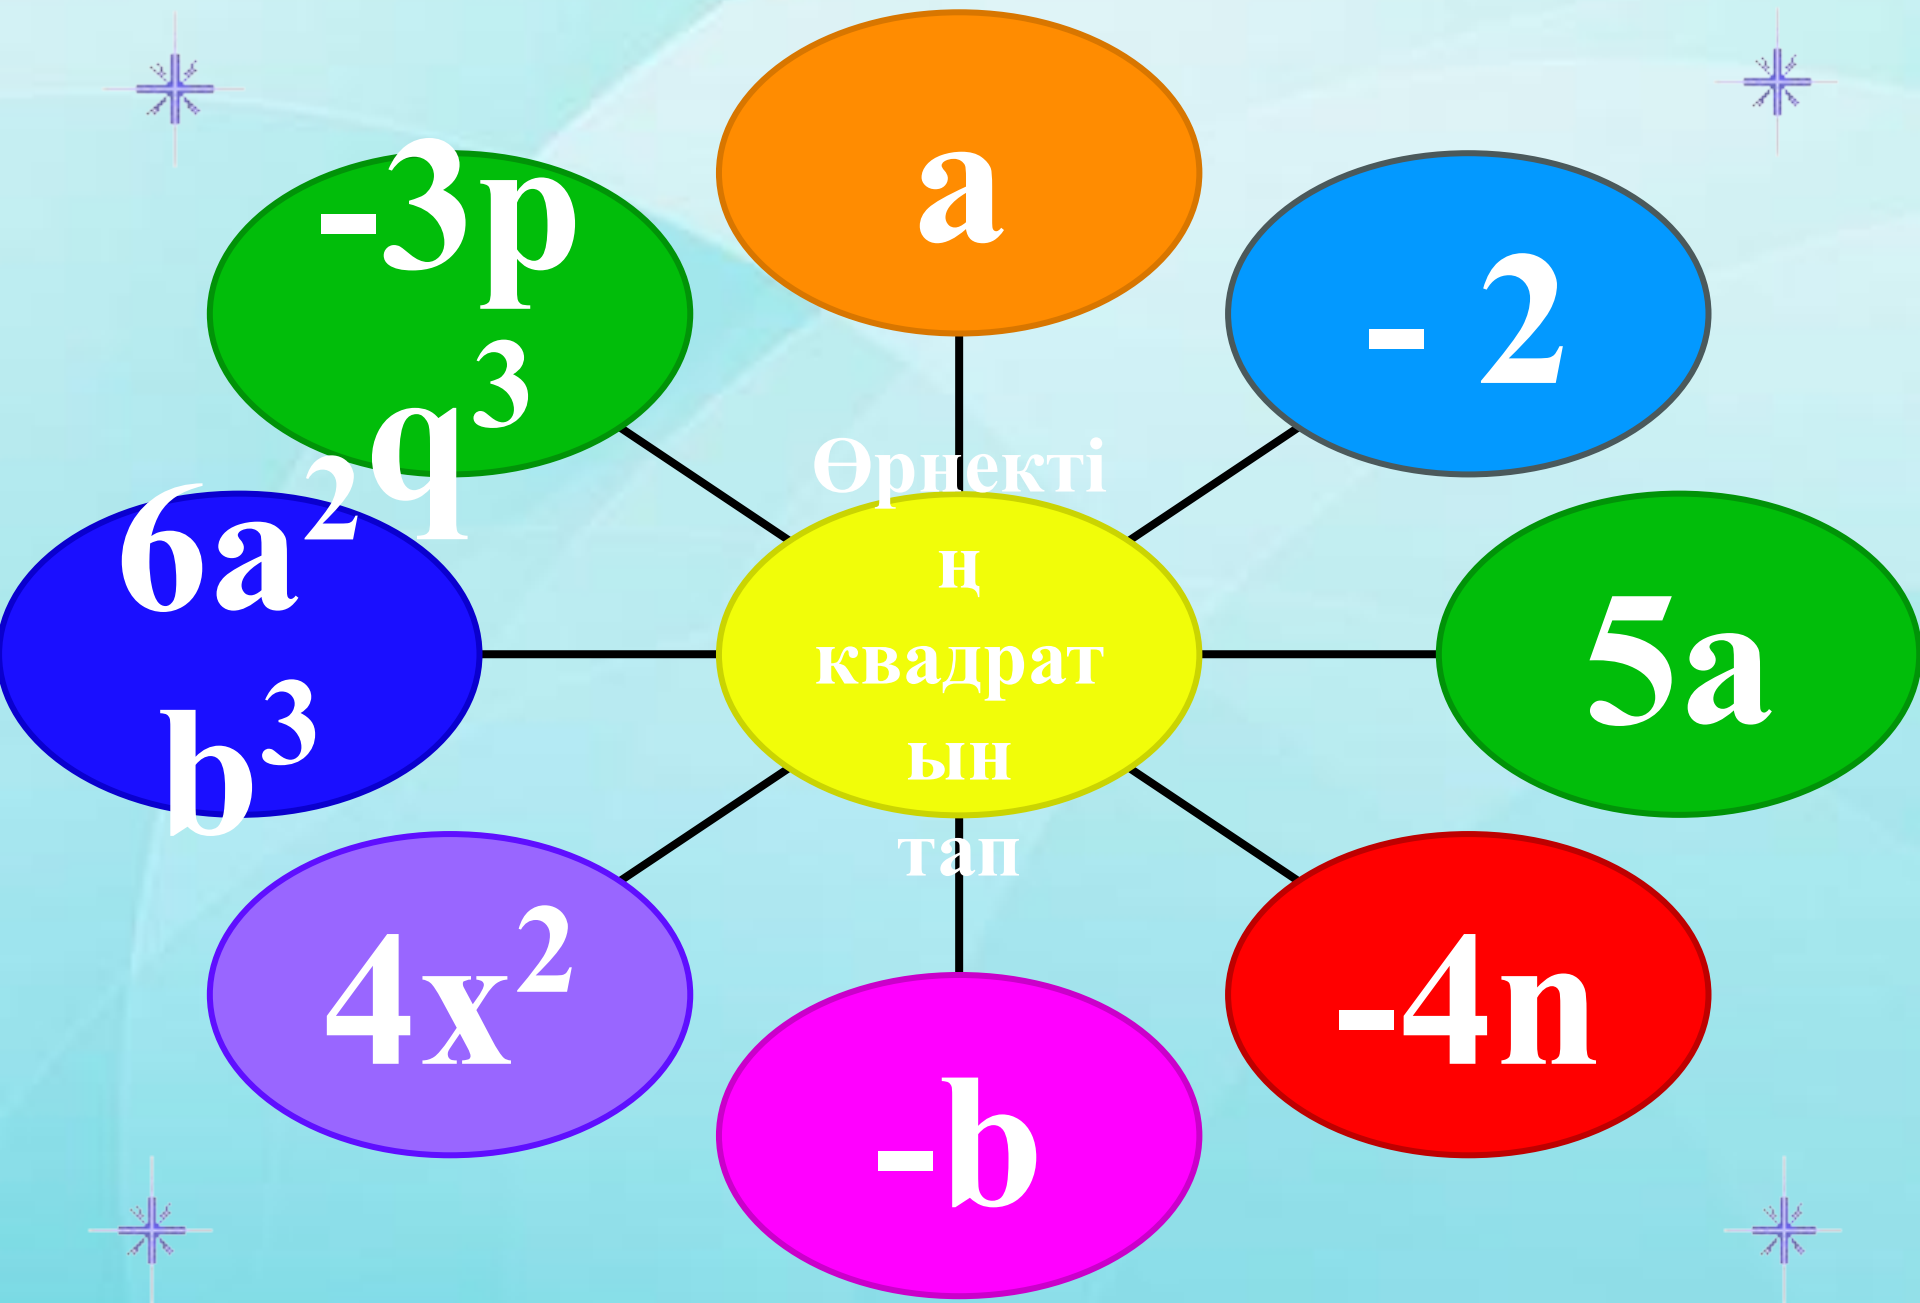 a
- 2
5a
-4n
-b
4x²
6a²
b³
-3p
q³
Өрнекті
ң
квадрат
ын
тап